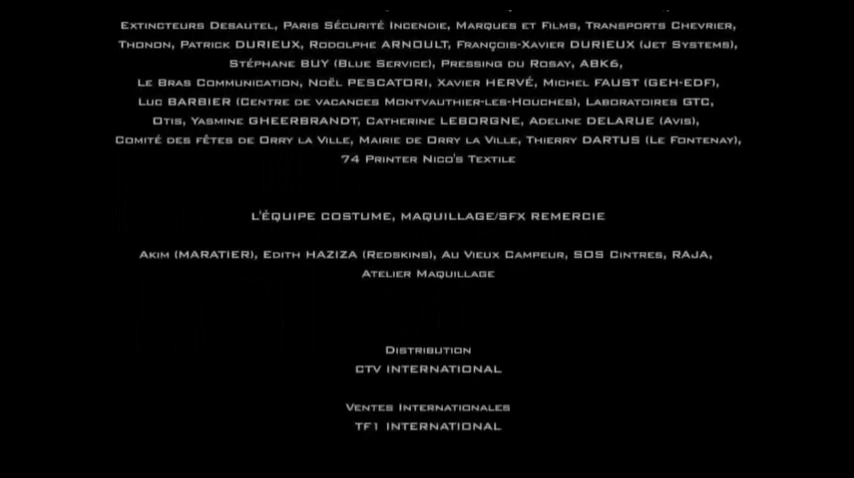 Extincteurs Desautel, Paris Sécurité Incendie, Marques et Films, Transports Chevrier,
Thonon, Patrick DURIEUX, Rodolphe ARNOULT, François-Xavier DURIEUX (Jet Systems),
Stéphane BUY (Blue Service), Pressing du Rosay, ABK6,
Le Bras Communication, Noël PESCATORI, Xavier HERVÉ, Michel FAUST (GEH-EDF),
Luc BARBIER (Centre de vacances Montvauthier-les-Houches), Laboratoires GTC,
Otis, Yasmine GHEERBRANDT, Catherine LEBORGNE, Adeline DELARUE (Avis),
Comité des fêtes de Orry la Ville, Mairie de Orry la Ville, Thierry DARTUS (Le Fontenay),
74 Printer Nico's Textile
L'ÉQUIPE COSTUME, MAQUILLAGE/SFX REMERCIE
Akim (MARATIER), Edith HAZIZA (Redskins), Au Vieux Campeur, SOS Cintres, RAJA,
Atelier Maquillage
Distribution
CTV INTERNATIONAL
Ventes Internationales
TF1 INTERNATIONAL